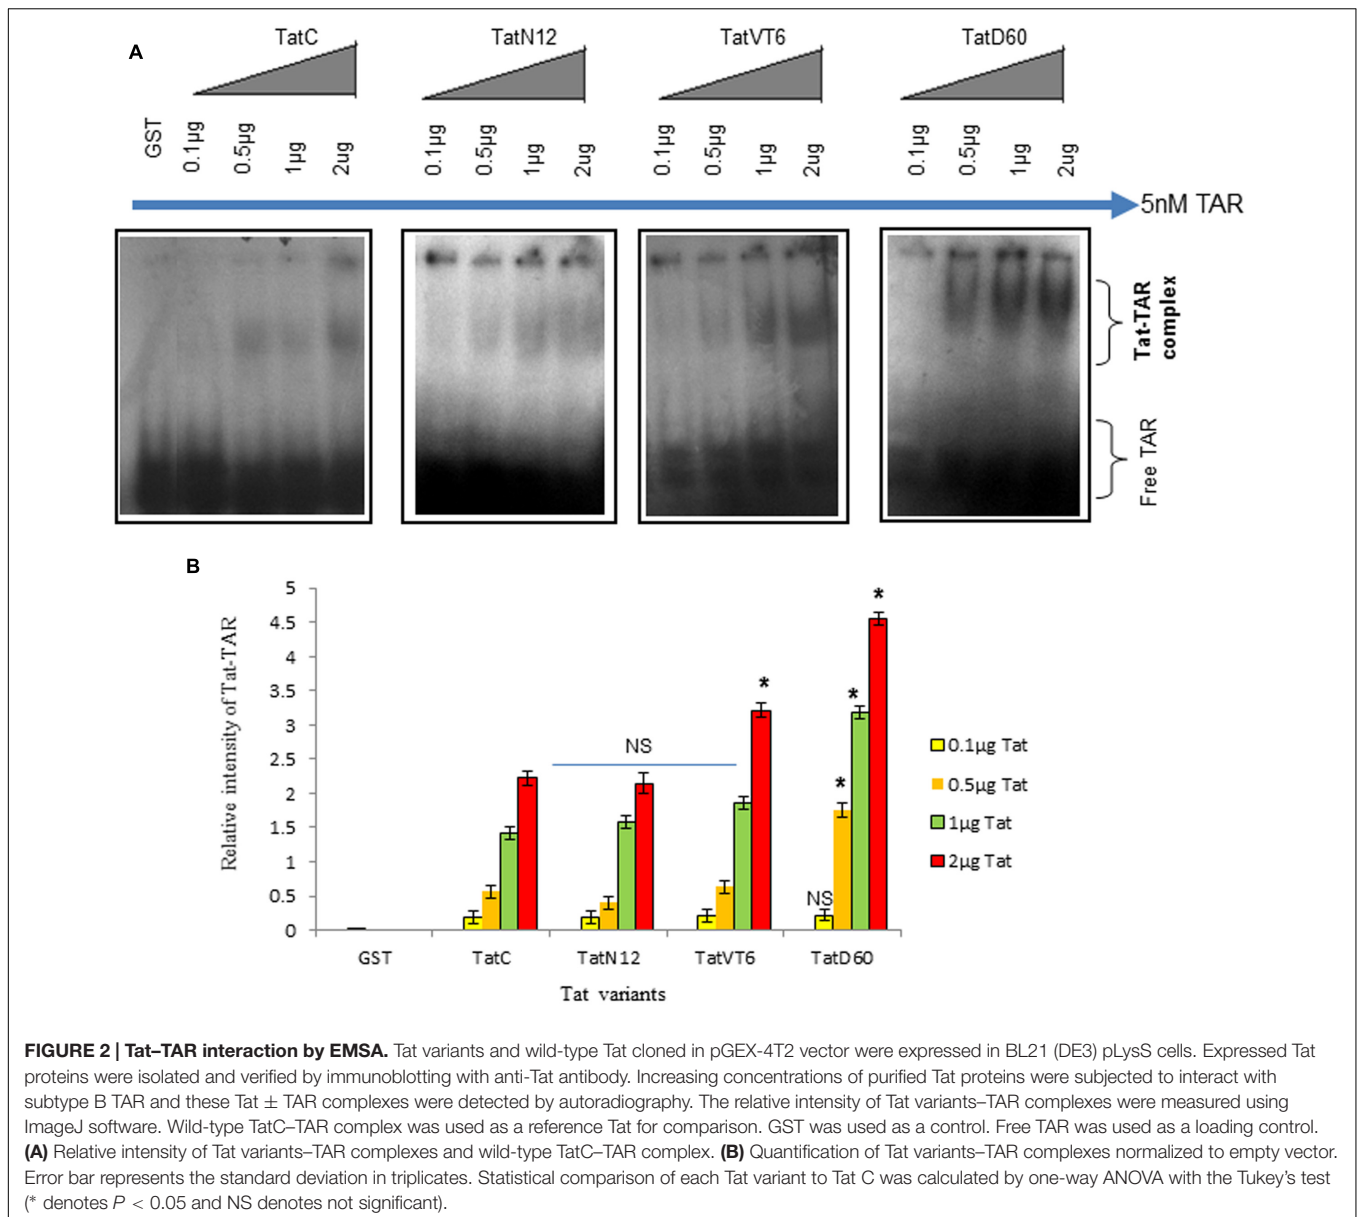 A
TatC TatN12 TatVT6 TatD60
GST 0.1µg 0.5µg 1µg 2ug 0.1µg 0.5µg 1µg 2µg 0.1µg 0.5µg 1µg 2µg 0.1µg 0.5µg 1µg 2µg
5nM TAR
Tat-TAR
complex
Free TAR
B
Relative intensity of Tat-TAR
5
4.5
4
3.5
3
2.5
2
1.5
1
0.5
0
NS
*
NS
*
*
*
0.1µg Tat
0.5µg Tat
1µg Tat
2µg Tat
GST TatC TatN12 TatVT6 TatD60
Tat variants
FIGURE 2 | Tat–TAR interaction by EMSA. Tat variants and wild-type Tat cloned in pGEX-4T2 vector were expressed in BL21 (DE3) pLysS cells. Expressed Tat
proteins were isolated and verified by immunoblotting with anti-Tat antibody. Increasing concentrations of purified Tat proteins were subjected to interact with
subtype B TAR and these Tat ± TAR complexes were detected by autoradiography. The relative intensity of Tat variants–TAR complexes were measured using
ImageJ software. Wild-type TatC–TAR complex was used as a reference Tat for comparison. GST was used as a control. Free TAR was used as a loading control.
(A) Relative intensity of Tat variants–TAR complexes and wild-type TatC–TAR complex. (B) Quantification of Tat variants–TAR complexes normalized to empty vector.
Error bar represents the standard deviation in triplicates. Statistical comparison of each Tat variant to Tat C was calculated by one-way ANOVA with the Tukey's test
(* denotes P < 0.05 and NS denotes not significant).